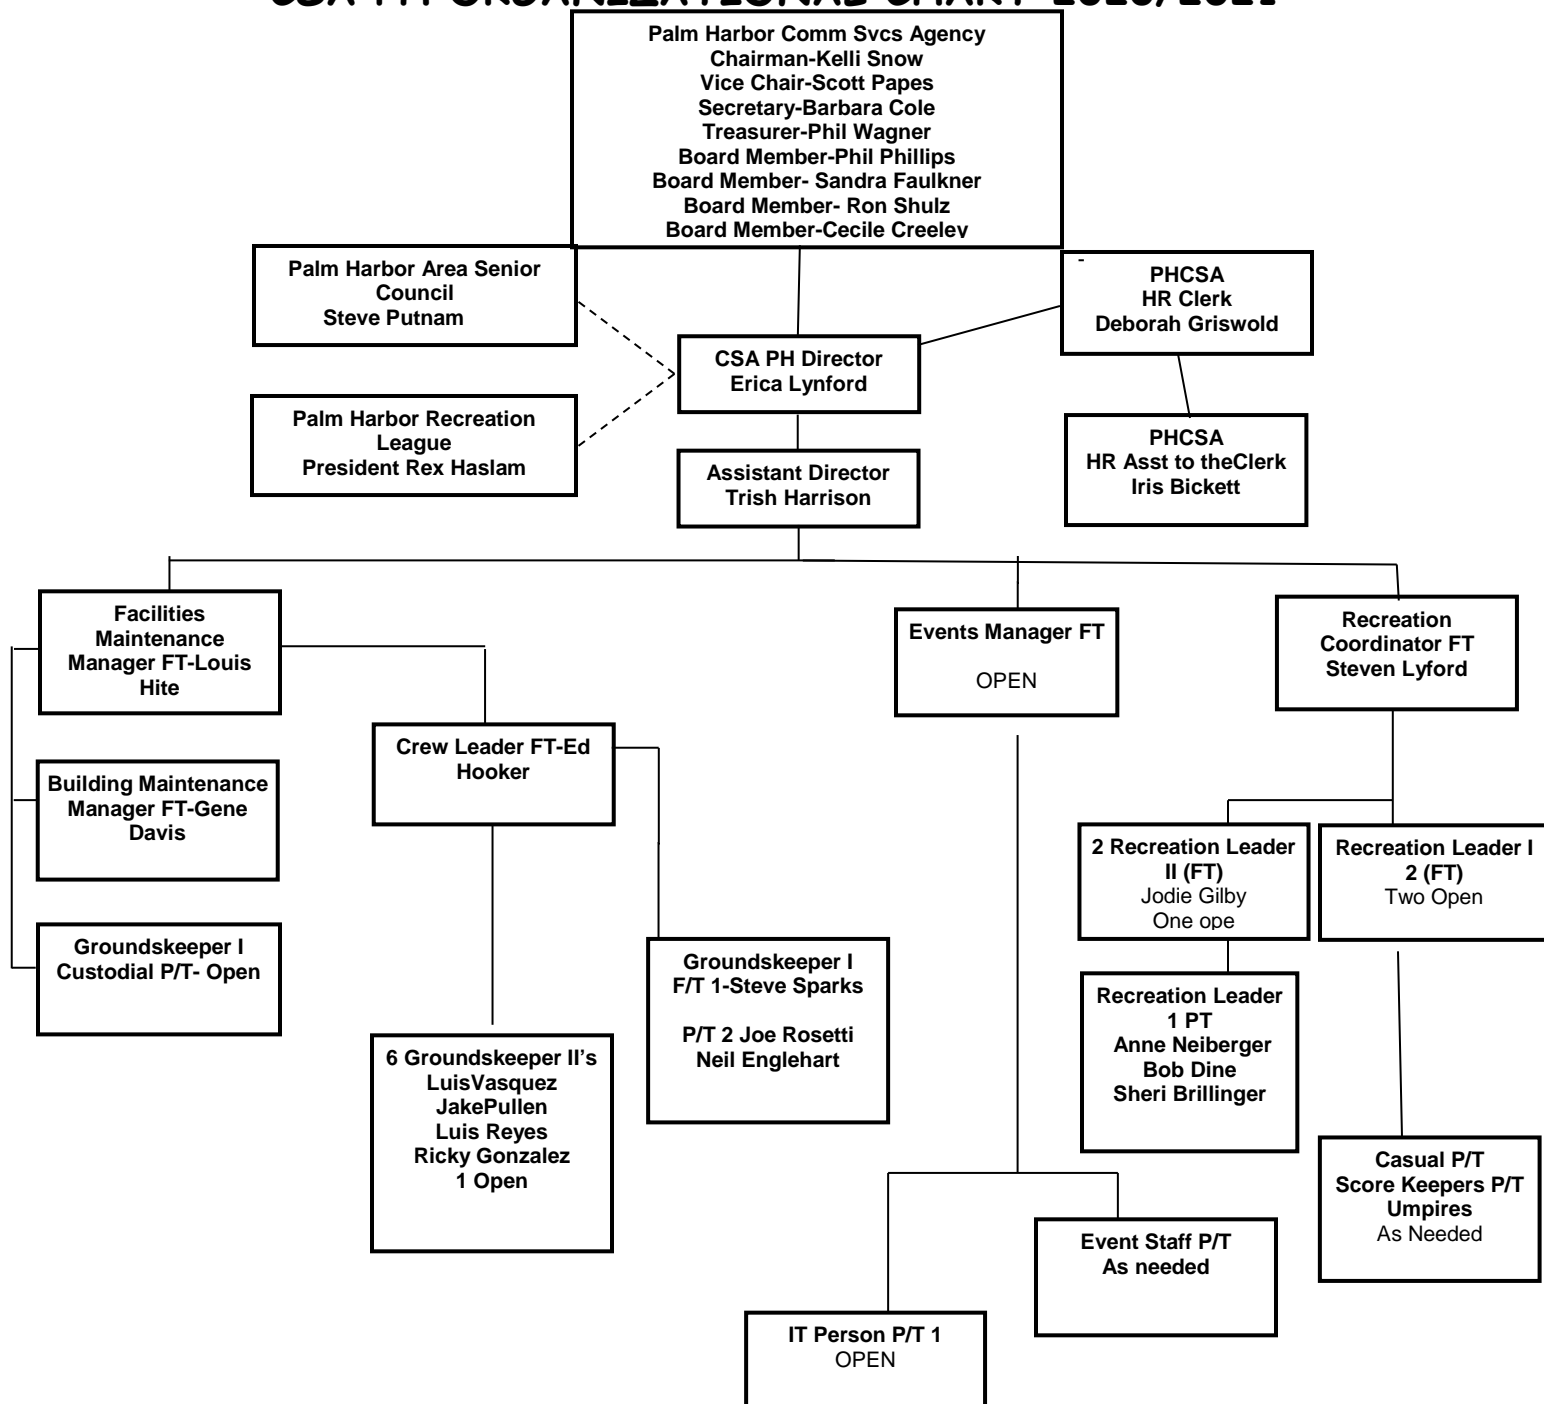 CSA PH ORGANIZATIONAL CHART 2020/2021
Palm Harbor Comm Svcs Agency
Chairman-Kelli Snow
Vice Chair-Scott Papes
Secretary-Barbara Cole
Treasurer-Phil Wagner
Board Member-Phil Phillips
Board Member- Sandra Faulkner
Board Member- Ron Shulz
Board Member-Cecile Creeley
Palm Harbor Area Senior
Council
Steve Putnam
-
PHCSA
HR Clerk
Deborah Griswold
CSA PH Director
Erica Lynford
Palm Harbor Recreation
League
President Rex Haslam
PHCSA
HR Asst to theClerk
Iris Bickett
Assistant Director
Trish Harrison
Facilities
Maintenance
Manager FT-Louis
Hite
Events Manager FT
OPEN
Recreation
Coordinator FT
Steven Lyford
Crew Leader FT-Ed
Hooker
Building Maintenance
Manager FT-Gene
Davis
2 Recreation Leader
II (FT)
Jodie Gilby
One ope
Recreation Leader I
2 (FT)
Two Open
Groundskeeper I
Custodial P/T- Open
Groundskeeper I
F/T 1-Steve Sparks
P/T 2 Joe Rosetti
Neil Englehart
Recreation Leader
1 PT
Anne Neiberger
Bob Dine
Sheri Brillinger
6 Groundskeeper II’s
LuisVasquez
JakePullen
Luis Reyes
Ricky Gonzalez
1 Open
Casual P/T
Score Keepers P/T
Umpires
As Needed
Event Staff P/T
As needed
IT Person P/T 1
OPEN